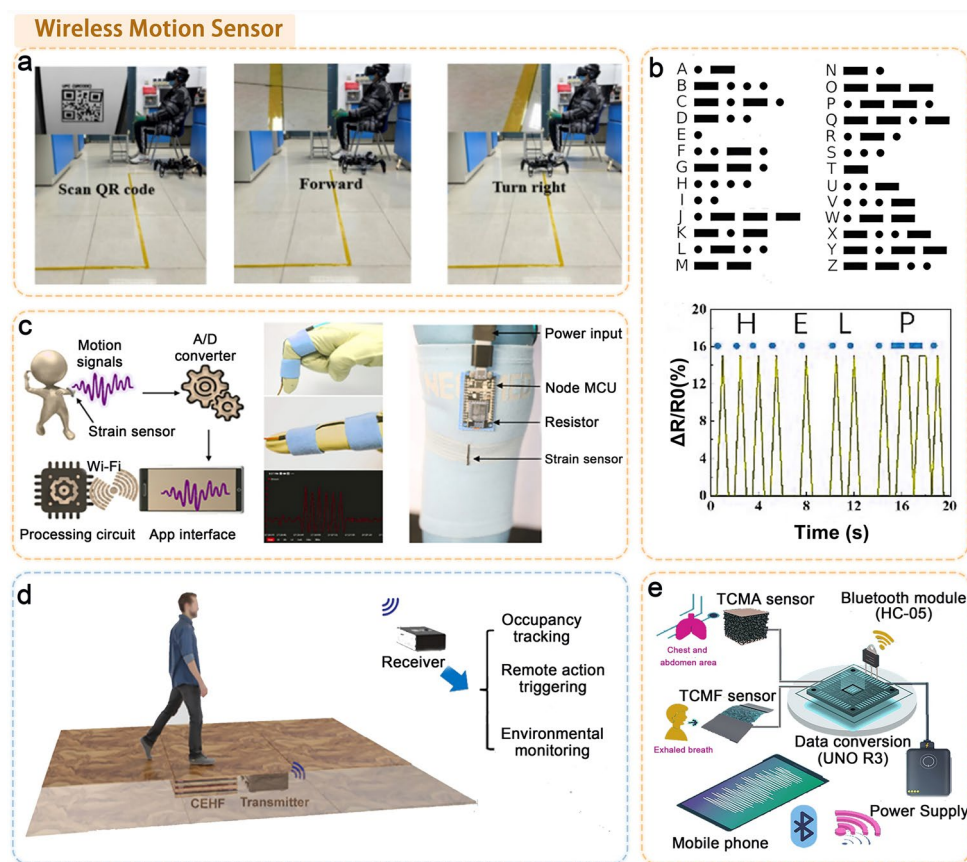 Wireless Motion Sensor
a
Scan QR code
Forward
Turn right
b
A
B
C
D
E
F
G
H
I
J
K
L
M
N
O
P
Q
R
S
T
U
V
W
X
Y
Z
H E L P
20
16
12
8
4
0
ΔR/R0(%)
0 4 8 12 16 20
Time (s)
c
Motion
signals
A/D
converter
Strain sensor
Wi-Fi
Processing circuit
App interface
Power input
Node MCU
Resistor
Strain sensor
d
CEHF
Transmitter
Receiver
Occupancy
tracking
Remote action
triggering
Environmental
monitoring
e
TCMA sensor
Chest and
abdomen area
Bluetooth module
(HC-05)
TCMF sensor
Exhaled breath
Data conversion
(UNO R3)
Power Supply
Mobile phone